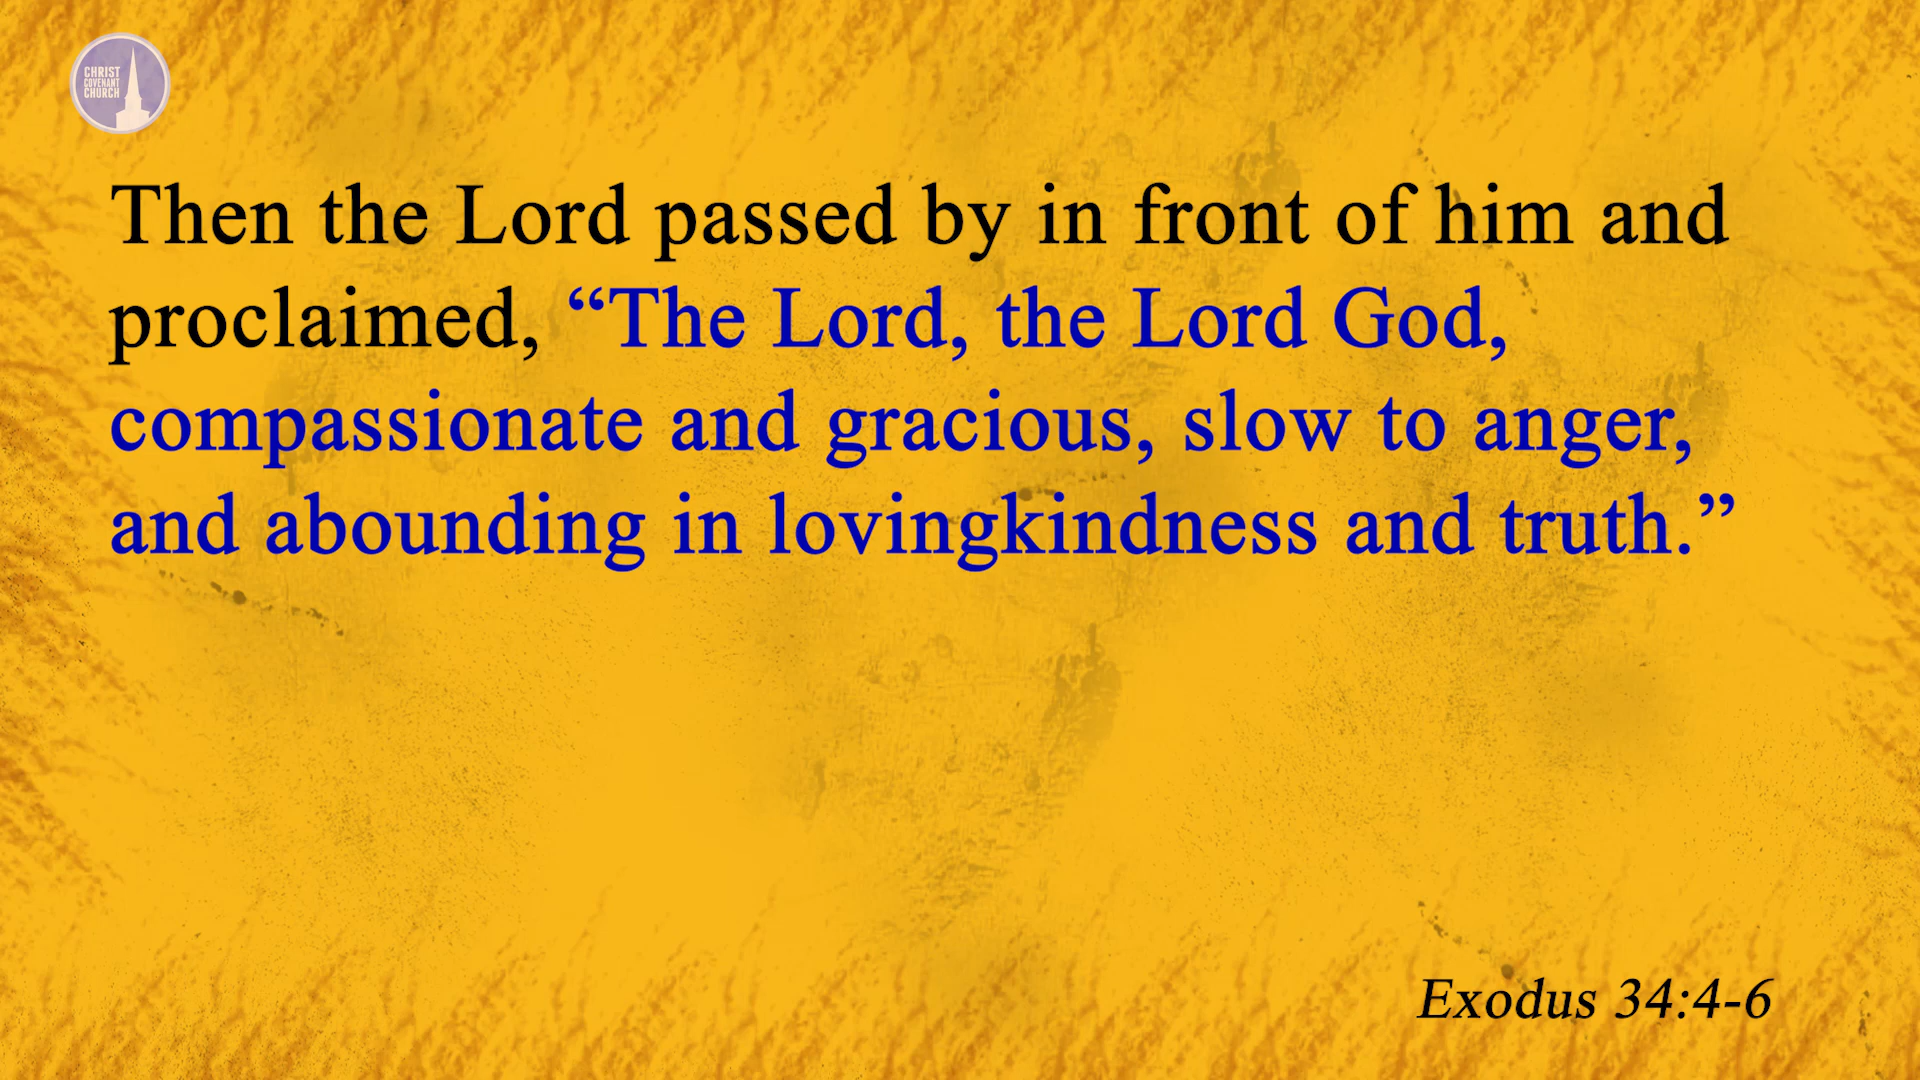 CHRIST
COVENANT
CHURCH
Then the Lord passed by in front of him and
proclaimed, “The Lord, the Lord God,
compassionate and gracious, slow to anger,
and abounding in lovingkindness and truth.”
Exodus 34:4-6